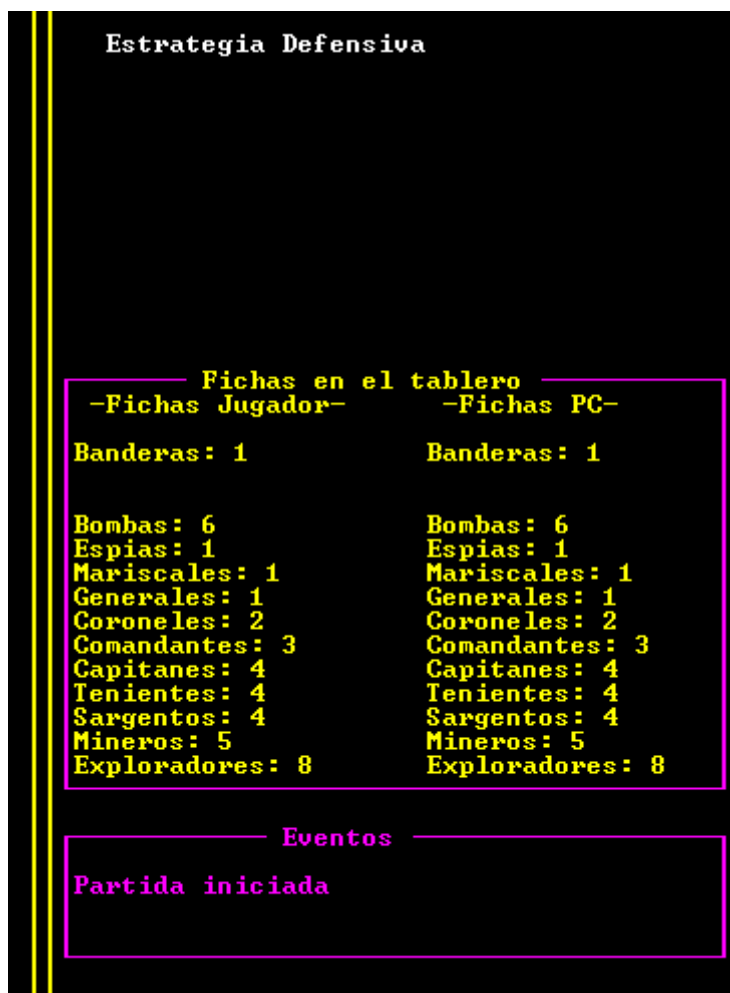 Estrategia Defensiva
Fichas en el tablero
-Fichas Jugador- -Fichas PC-
Banderas: 1 Banderas: 1
Bombas: 6 Bombas: 6
Espias: 1 Espias: 1
Mariscales: 1 Mariscales: 1
Generales: 1 Generales: 1
Coroneles: 2 Coroneles: 2
Comandantes: 3 Comandantes: 3
Capitanes: 4 Capitanes: 4
Tenientes: 4 Tenientes: 4
Sargentos: 4 Sargentos: 4
Mineros: 5 Mineros: 5
Exploradores: 8 Exploradores: 8
Eventos
Partida iniciada